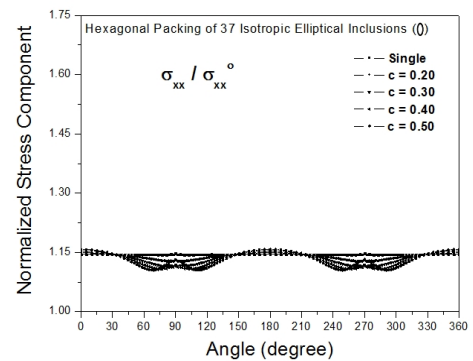 Hexagonal Packing of 37 Isotropic Elliptical Inclusions (0)
σxx / σxx°
Single
c = 0.20
c = 0.30
c = 0.40
c = 0.50
Normalized Stress Component
1.75
1.60
1.45
1.30
1.15
1.00
0 30 60 90 120 150 180 210 240 270 300 330 360
Angle (degree)